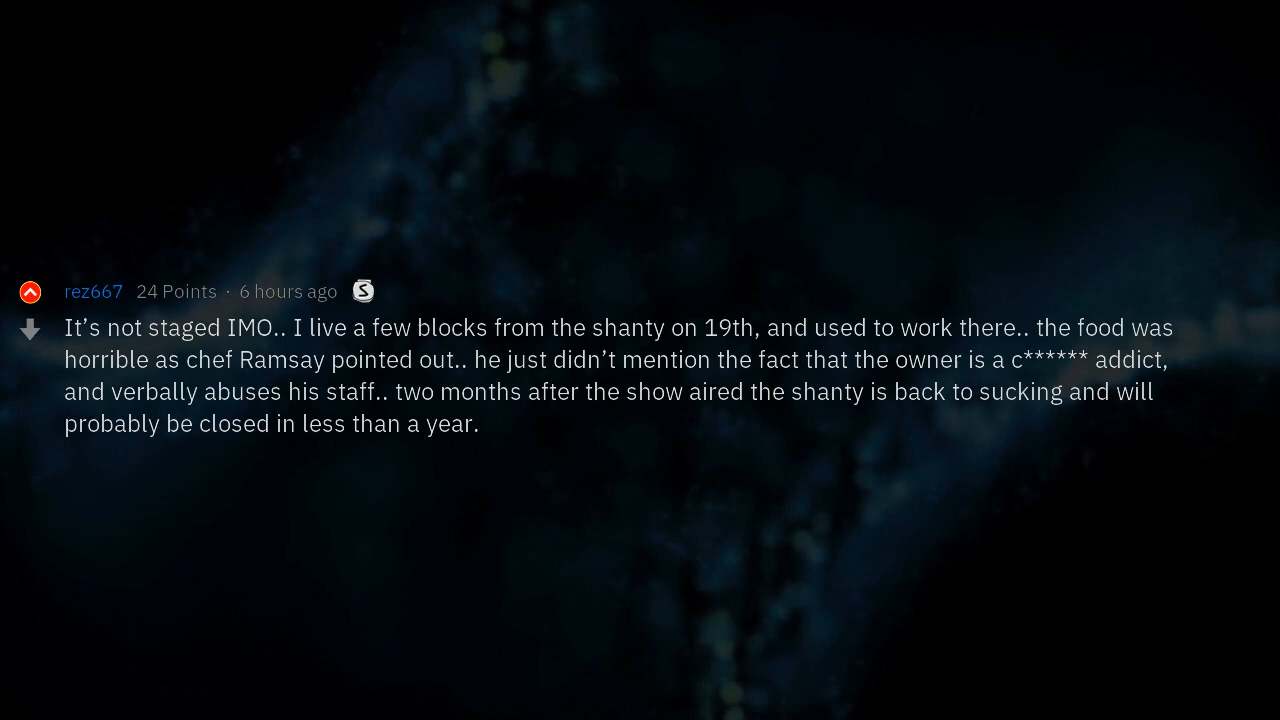 rez667 24 Points · 6 hours ago S
It’s not staged IMO.. I live a few blocks from the shanty on 19th, and used to work there.. the food was
horrible as chef Ramsay pointed out.. he just didn’t mention the fact that the owner is a c****** addict,
and verbally abuses his staff.. two months after the show aired the shanty is back to sucking and will
probably be closed in less than a year.